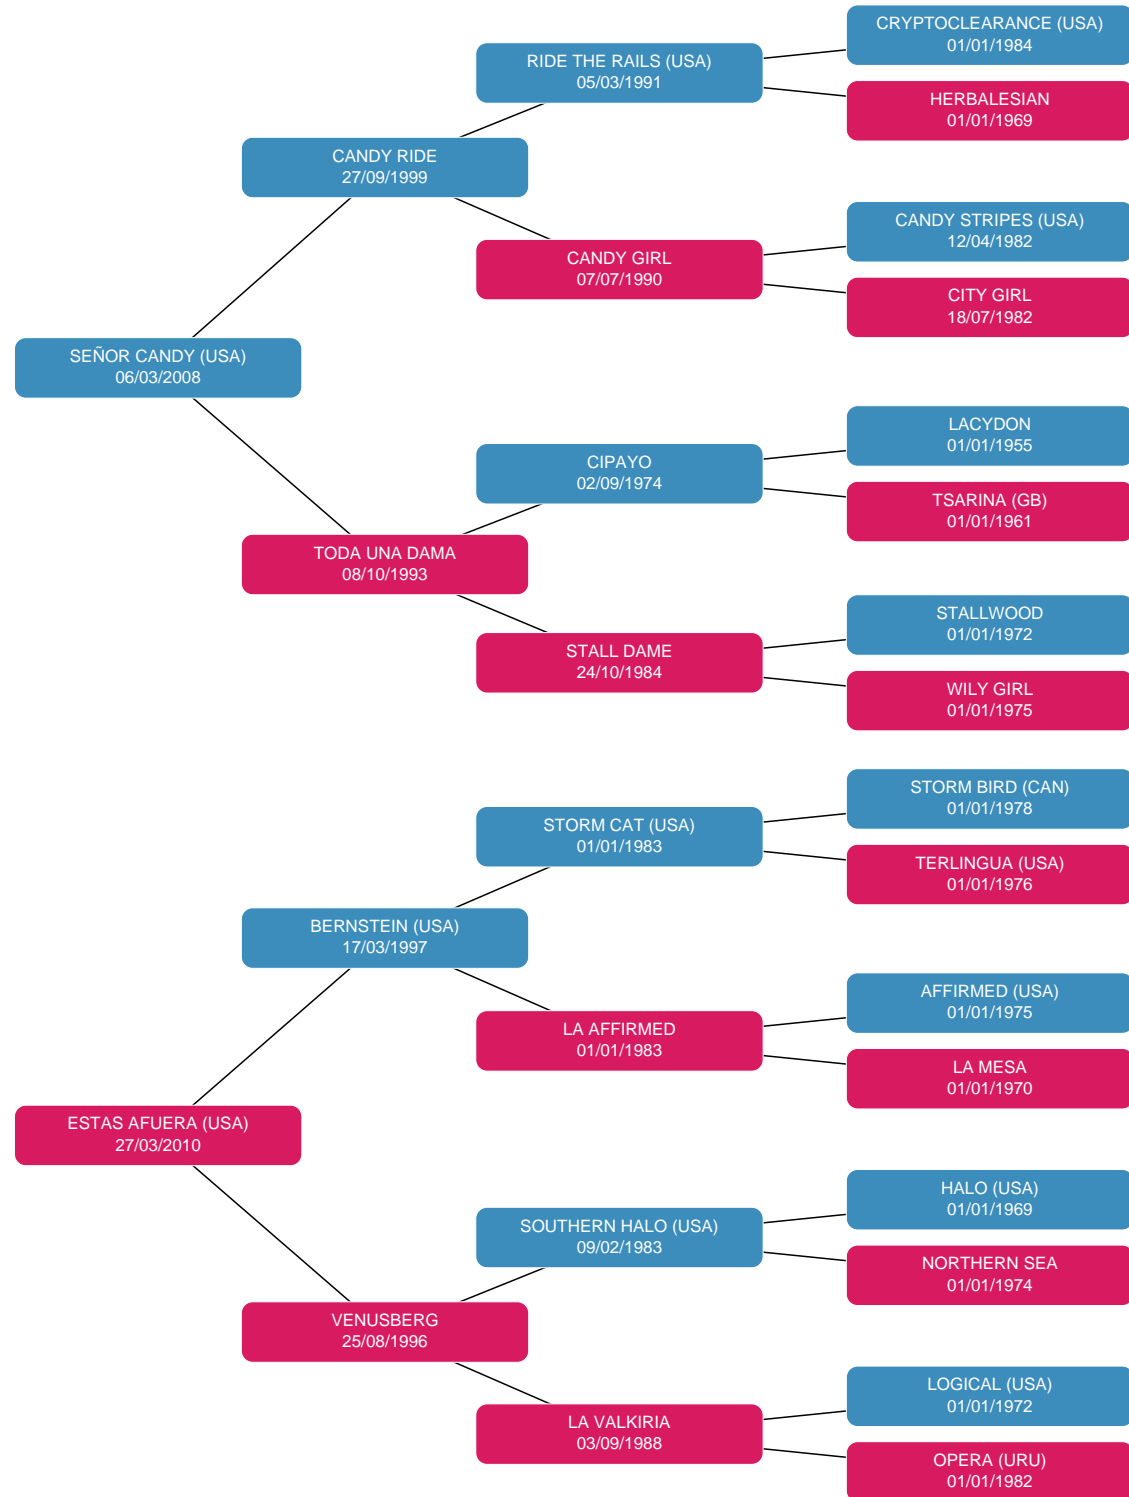 CRYPTOCLEARANCE (USA)
01/01/1984
RIDE THE RAILS (USA)
05/03/1991
HERBALESIAN
01/01/1969
CANDY RIDE
27/09/1999
CANDY STRIPES (USA)
12/04/1982
CANDY GIRL
07/07/1990
CITY GIRL
18/07/1982
SEÑOR CANDY (USA)
06/03/2008
LACYDON
01/01/1955
CIPAYO
02/09/1974
TSARINA (GB)
01/01/1961
TODA UNA DAMA
08/10/1993
STALLWOOD
01/01/1972
STALL DAME
24/10/1984
WILY GIRL
01/01/1975
STORM BIRD (CAN)
01/01/1978
STORM CAT (USA)
01/01/1983
TERLINGUA (USA)
01/01/1976
BERNSTEIN (USA)
17/03/1997
AFFIRMED (USA)
01/01/1975
LA AFFIRMED
01/01/1983
LA MESA
01/01/1970
ESTAS AFUERA (USA)
27/03/2010
HALO (USA)
01/01/1969
SOUTHERN HALO (USA)
09/02/1983
NORTHERN SEA
01/01/1974
VENUSBERG
25/08/1996
LOGICAL (USA)
01/01/1972
LA VALKIRIA
03/09/1988
OPERA (URU)
01/01/1982